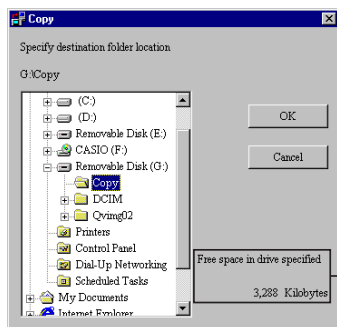 Copy
Specify destination folder location
G:\Copy
(C:)
(D:)
Removable Disk (E:)
CASIO (F:)
Removable Disk (G:)
Copy
DCIM
Qvimg02
Printers
Control Panel
Dial-Up Networking
Scheduled Tasks
My Documents
Internet Explorer
OK
Cancel
Free space in drive specified
3,288 Kilobytes